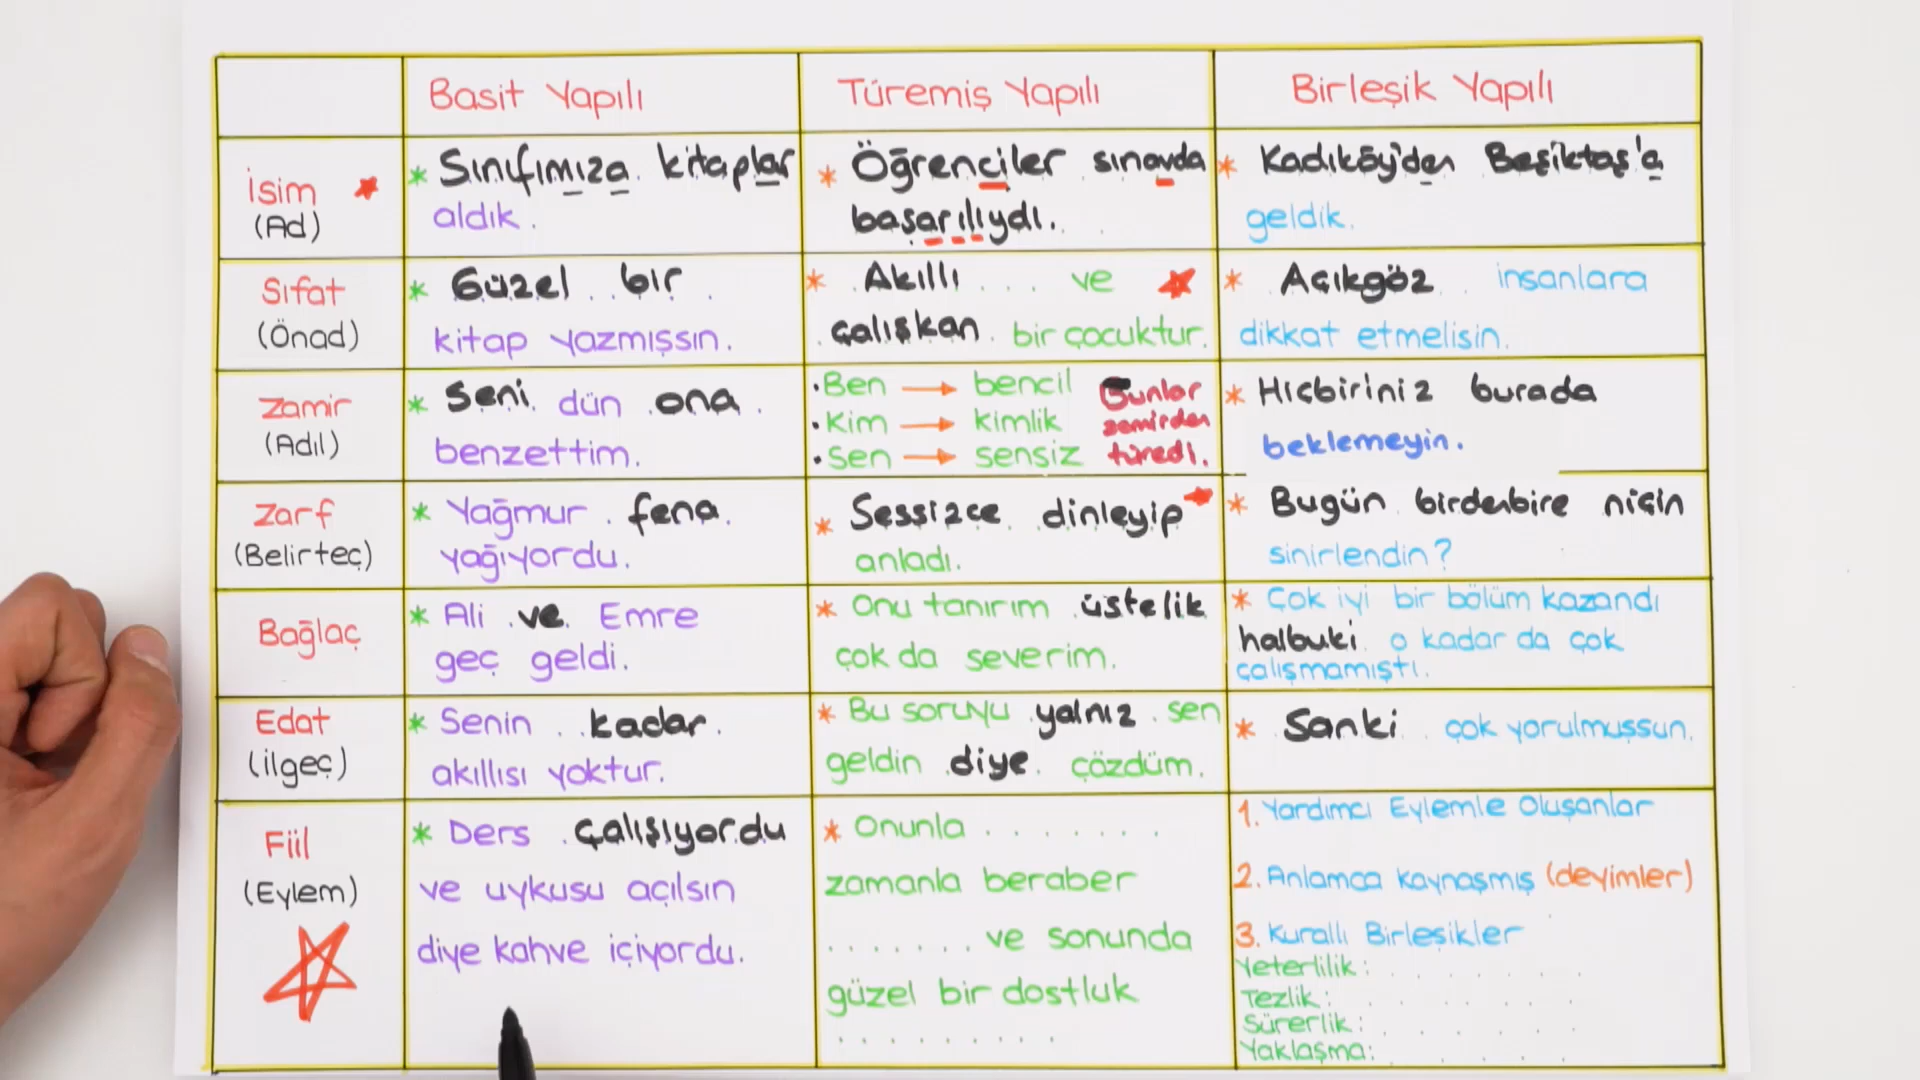 Basit Yapılı
Türemiş Yapılı
Birleşik Yapılı
İsim
(Ad)
* Sınıfımıza kitaplar
aldık.
* Öğrenciler sınavda
başarılıydı.
* Kadıköy'den Beşiktaş'a
geldik.
Sıfat
(Önad)
* Güzel bir
kitap yazmışsın.
* Akıllı ve
çalışkan bir çocuktur.
* Açıkgöz insanlara
dikkat etmelisin.
Zamir
(Adıl)
* Seni dün ona.
benzettim.
• Ben → bencil
• Kim → kimlik
• Sen → sensiz
Bunlar
zamirden
türedi.
* Hiçbiriniz burada
beklemeyin.
Zarf
(Belirteç)
* Yağmur fena
yağıyordu.
* Sessizce dinleyip
anladı.
* Bugün birdenbire niçin
sinirlendin?
Bağlaç
* Ali ve Emre
geç geldi.
* Onu tanırım üstelik
çok da severim.
* Çok iyi bir bölüm kazandı
halbuki o kadar da çok
çalışmamıştı.
Edat
(ilgeç)
* Senin kadar
akıllısı yoktur.
* Bu soruyu yalnız sen
geldin diye çözdüm.
* Sanki çok yorulmuşsun.
Fiil
(Eylem)
* Ders çalışıyordu
ve uykusu açılsın
diye kahve içiyordu.
* Onunla . . . . . . .
zamanla beraber
. . . . . . . ve sonunda
güzel bir dostluk
. . . . . . . . .
1. Yardımcı Eylemle Oluşanlar
2. Anlamca kaynaşmış (deyimler)
3. Kurallı Birleşikler
Yeterlilik: . . . . . . .
Tezlik: . . . . . .
Sürerlik: . . . . . .
Yaklaşma: . . . . .